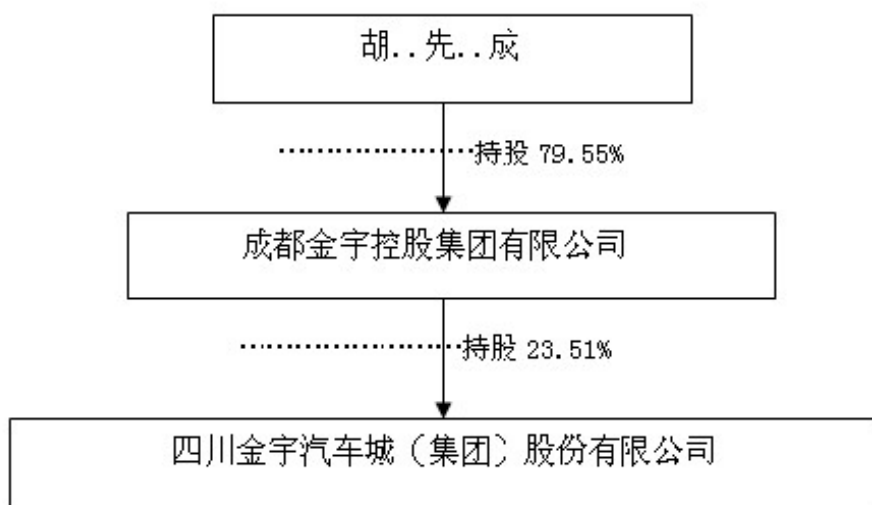 胡..先..成
持股 79.55%
成都金宇控股集团有限公司
持股 23.51%
四川金宇汽车城（集团）股份有限公司